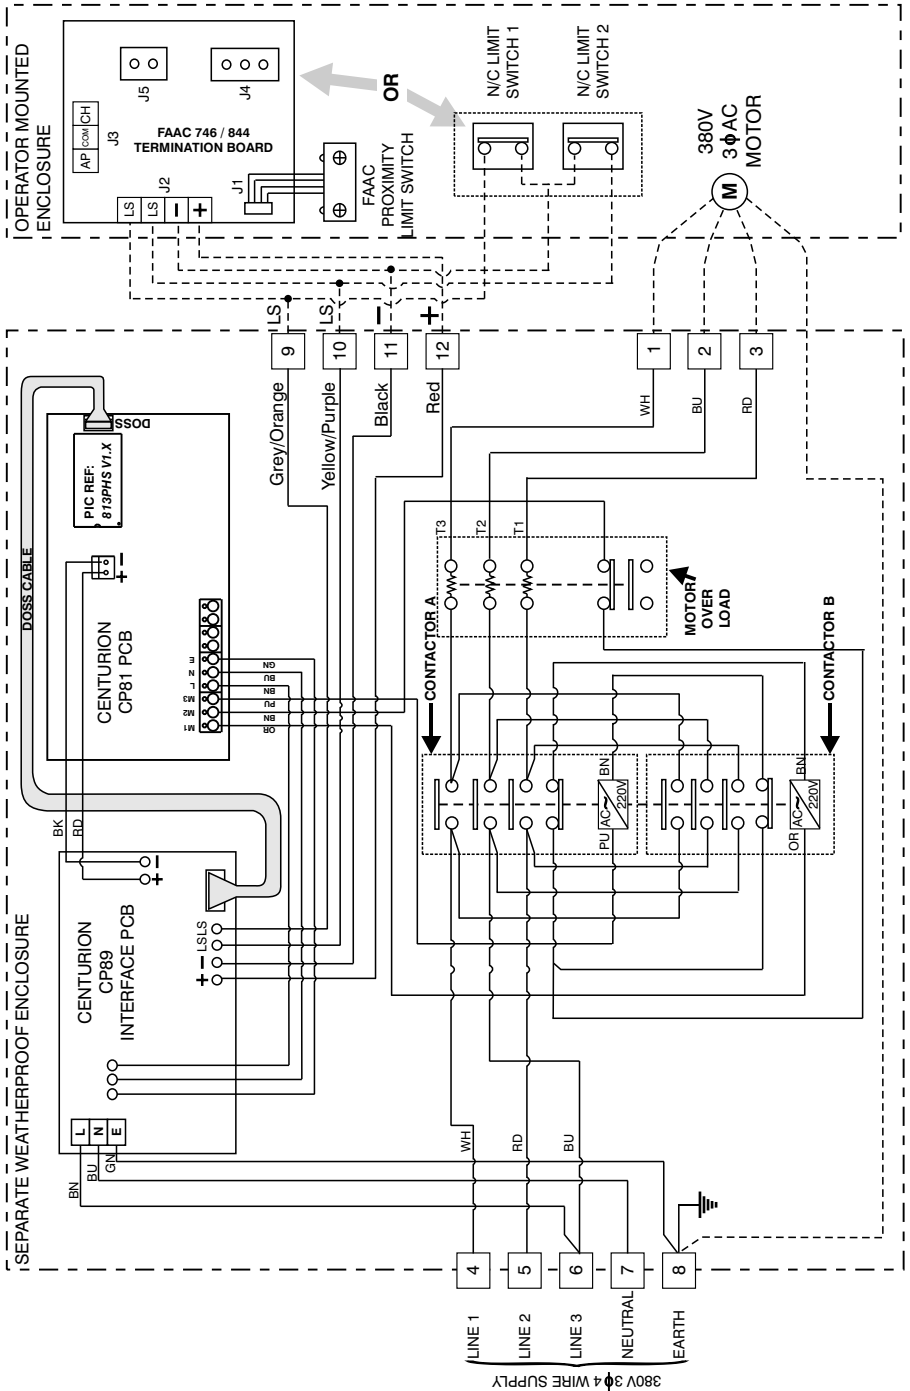 OPERATOR MOUNTED
ENCLOSURE
J5
J4
AP
COM
CH
J3
FAAC 746 / 844
TERMINATION BOARD
J2
LS
LS
–
+
J1
FAAC
PROXIMITY
LIMIT SWITCH
OR
N/C LIMIT
SWITCH 1
N/C LIMIT
SWITCH 2
380V
3ϕAC
MOTOR
M
SEPARATE WEATHERPROOF ENCLOSURE
LS
LS
–
+
9
10
11
12
1
2
3
Grey/Orange
Yellow/Purple
Black
Red
WH
BU
RD
DOSS CABLE
DOSS
PIC REF:
813PHS V1.X
+
–
CENTURION
CP81 PCB
M1
M2
M3
L
N
E
OR
BN
PU
BN
BU
GN
BK
RD
CENTURION
CP89
INTERFACE PCB
+
–
+
–
LS
LS
L
N
E
BN
BU
GN
T3
T2
T1
MOTOR
OVER
LOAD
CONTACTOR A
CONTACTOR B
PU
AC~
220V
BN
OR
AC~
220V
BN
WH
RD
BU
4
5
6
7
8
LINE 1
LINE 2
LINE 3
NEUTRAL
EARTH
380V 3ϕ 4 WIRE SUPPLY